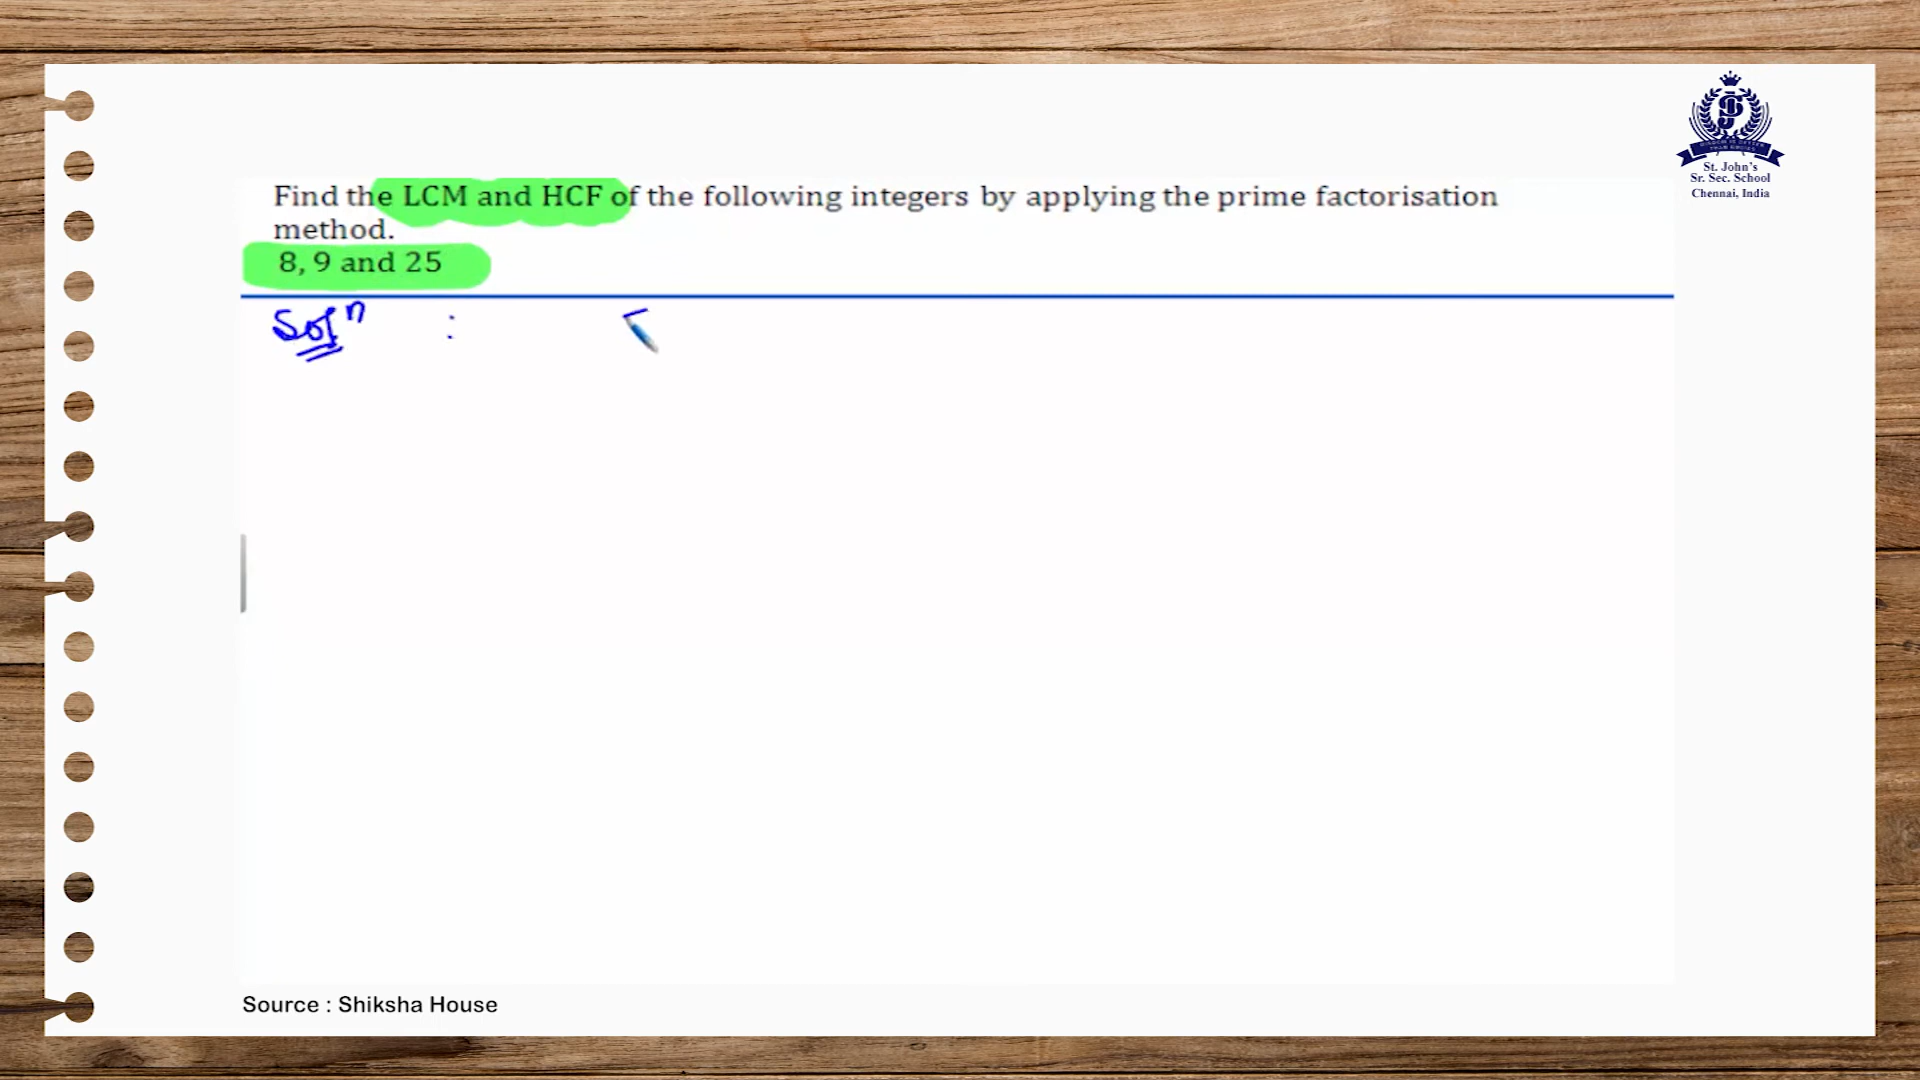 St. John's
Sr. Sec. School
Chennai, India
Find the LCM and HCF of the following integers by applying the prime factorisation
method.
8, 9 and 25
Solⁿ :
Source : Shiksha House